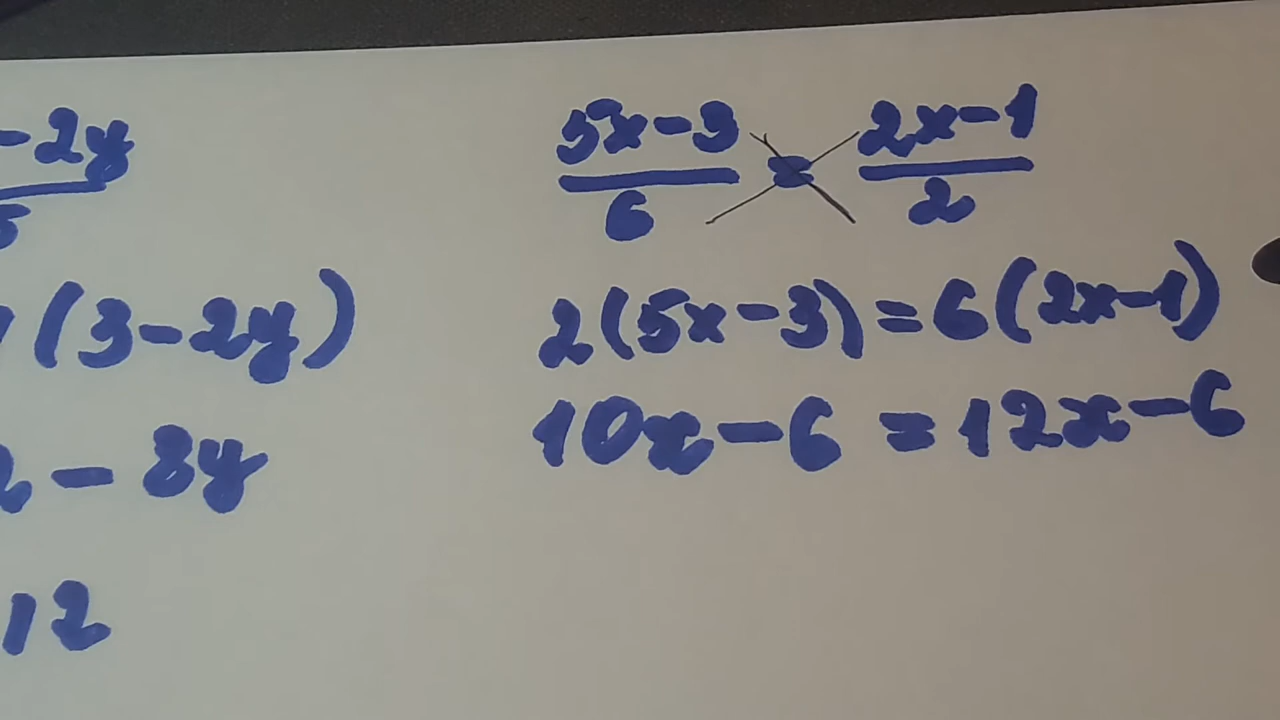 - 2y
5
(3-2y)
- 8y
12
5x-3 = 2x-1
6 2
2(5x-3)=6(2x-1)
10x-6 = 12x-6